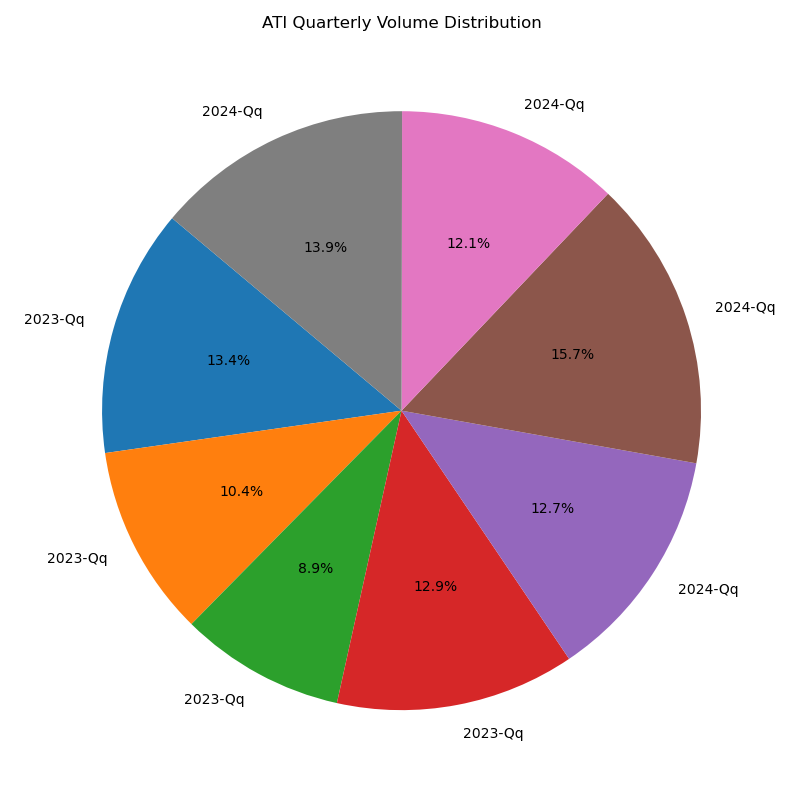 ATI Quarterly Volume Distribution
2024-Qq
2024-Qq
13.9%
12.1%
2024-Qq
2023-Qq
15.7%
13.4%
10.4%
12.7%
2023-Qq
8.9%
12.9%
2024-Qq
2023-Qq
2023-Qq